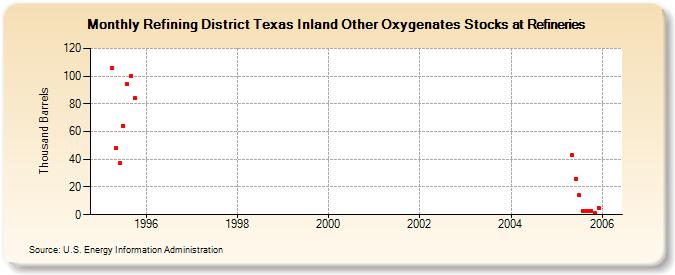 Monthly Refining District Texas Inland Other Oxygenates Stocks at Refineries
Thousand Barrels
120
100
80
60
40
20
0
1996 1998 2000 2002 2004 2006
Source: U.S. Energy Information Administration